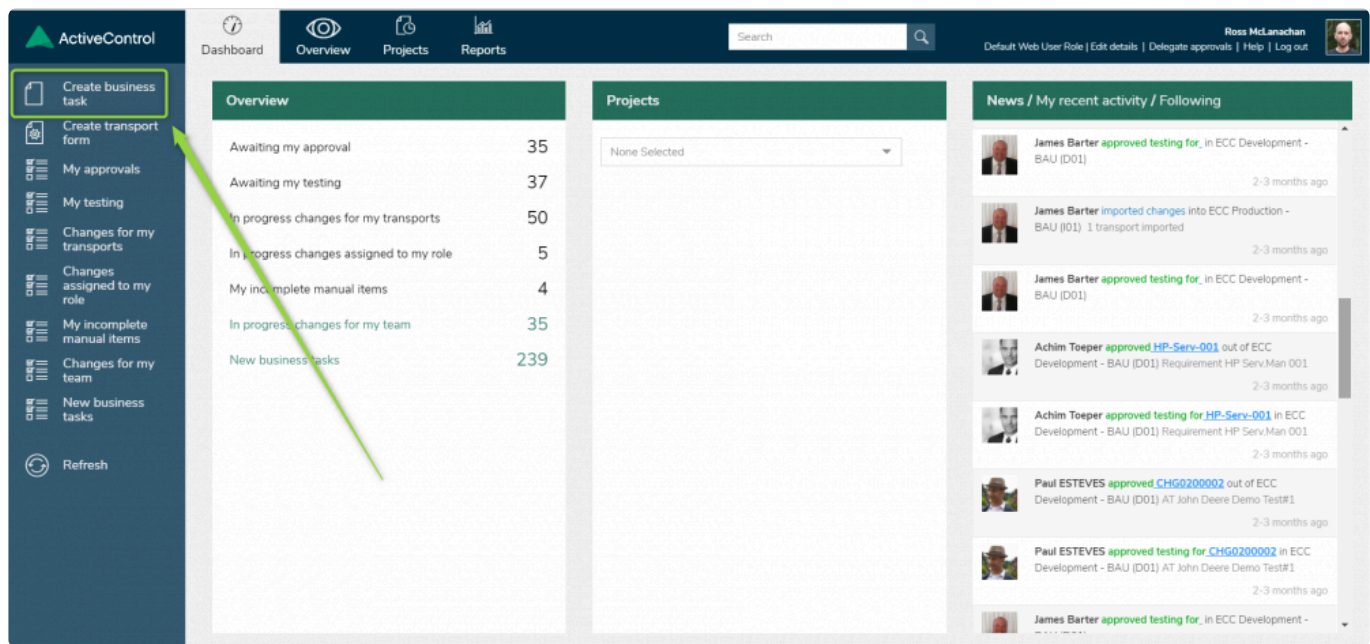 ActiveControl
Dashboard
Overview
Projects
Reports
Search
Ross McLanachan
Default Web User Role | Edit details | Delegate approvals | Help | Log out
Create business
task
Create transport
form
My approvals
My testing
Changes for my
transports
Changes
assigned to my
role
My incomplete
manual items
Changes for my
team
New business
tasks
Refresh
Overview
Awaiting my approval 35
Awaiting my testing 37
In progress changes for my transports 50
In progress changes assigned to my role 5
My incomplete manual items 4
In progress changes for my team 35
New business tasks 239
Projects
None Selected
News / My recent activity / Following
James Barter approved testing for in ECC Development -
BAU (D01)
2-3 months ago
James Barter imported changes into ECC Production -
BAU (I01) 1 transport imported
2-3 months ago
James Barter approved testing for in ECC Development -
BAU (D01)
2-3 months ago
Achim Toeper approved HP-Serv-001 out of ECC
Development - BAU (D01) Requirement HP Serv.Man 001
2-3 months ago
Achim Toeper approved testing for HP-Serv-001 in ECC
Development - BAU (D01) Requirement HP Serv.Man 001
2-3 months ago
Paul ESTEVES approved CHG0200002 out of ECC
Development - BAU (D01) AT John Deere Demo Test#1
2-3 months ago
Paul ESTEVES approved testing for CHG0200002 in ECC
Development - BAU (D01) AT John Deere Demo Test#1
2-3 months ago
James Barter approved testing for in ECC Development -